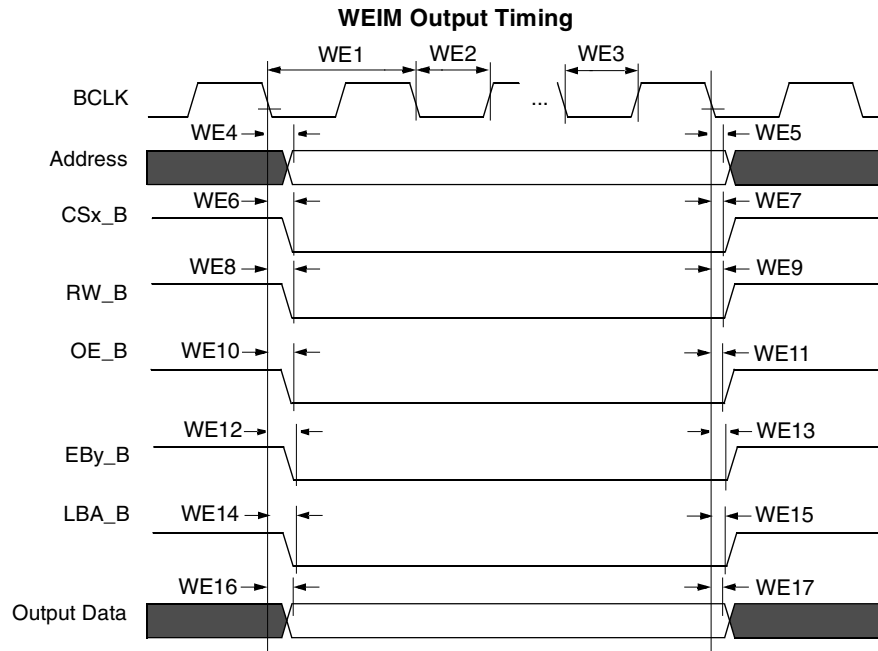 WEIM Output Timing
WE1 WE2 WE3
BCLK
...
WE4 WE5
Address
WE6 WE7
CSx_B
WE8 WE9
RW_B
WE10 WE11
OE_B
WE12 WE13
EBy_B
LBA_B WE14 WE15
WE16 WE17
Output Data